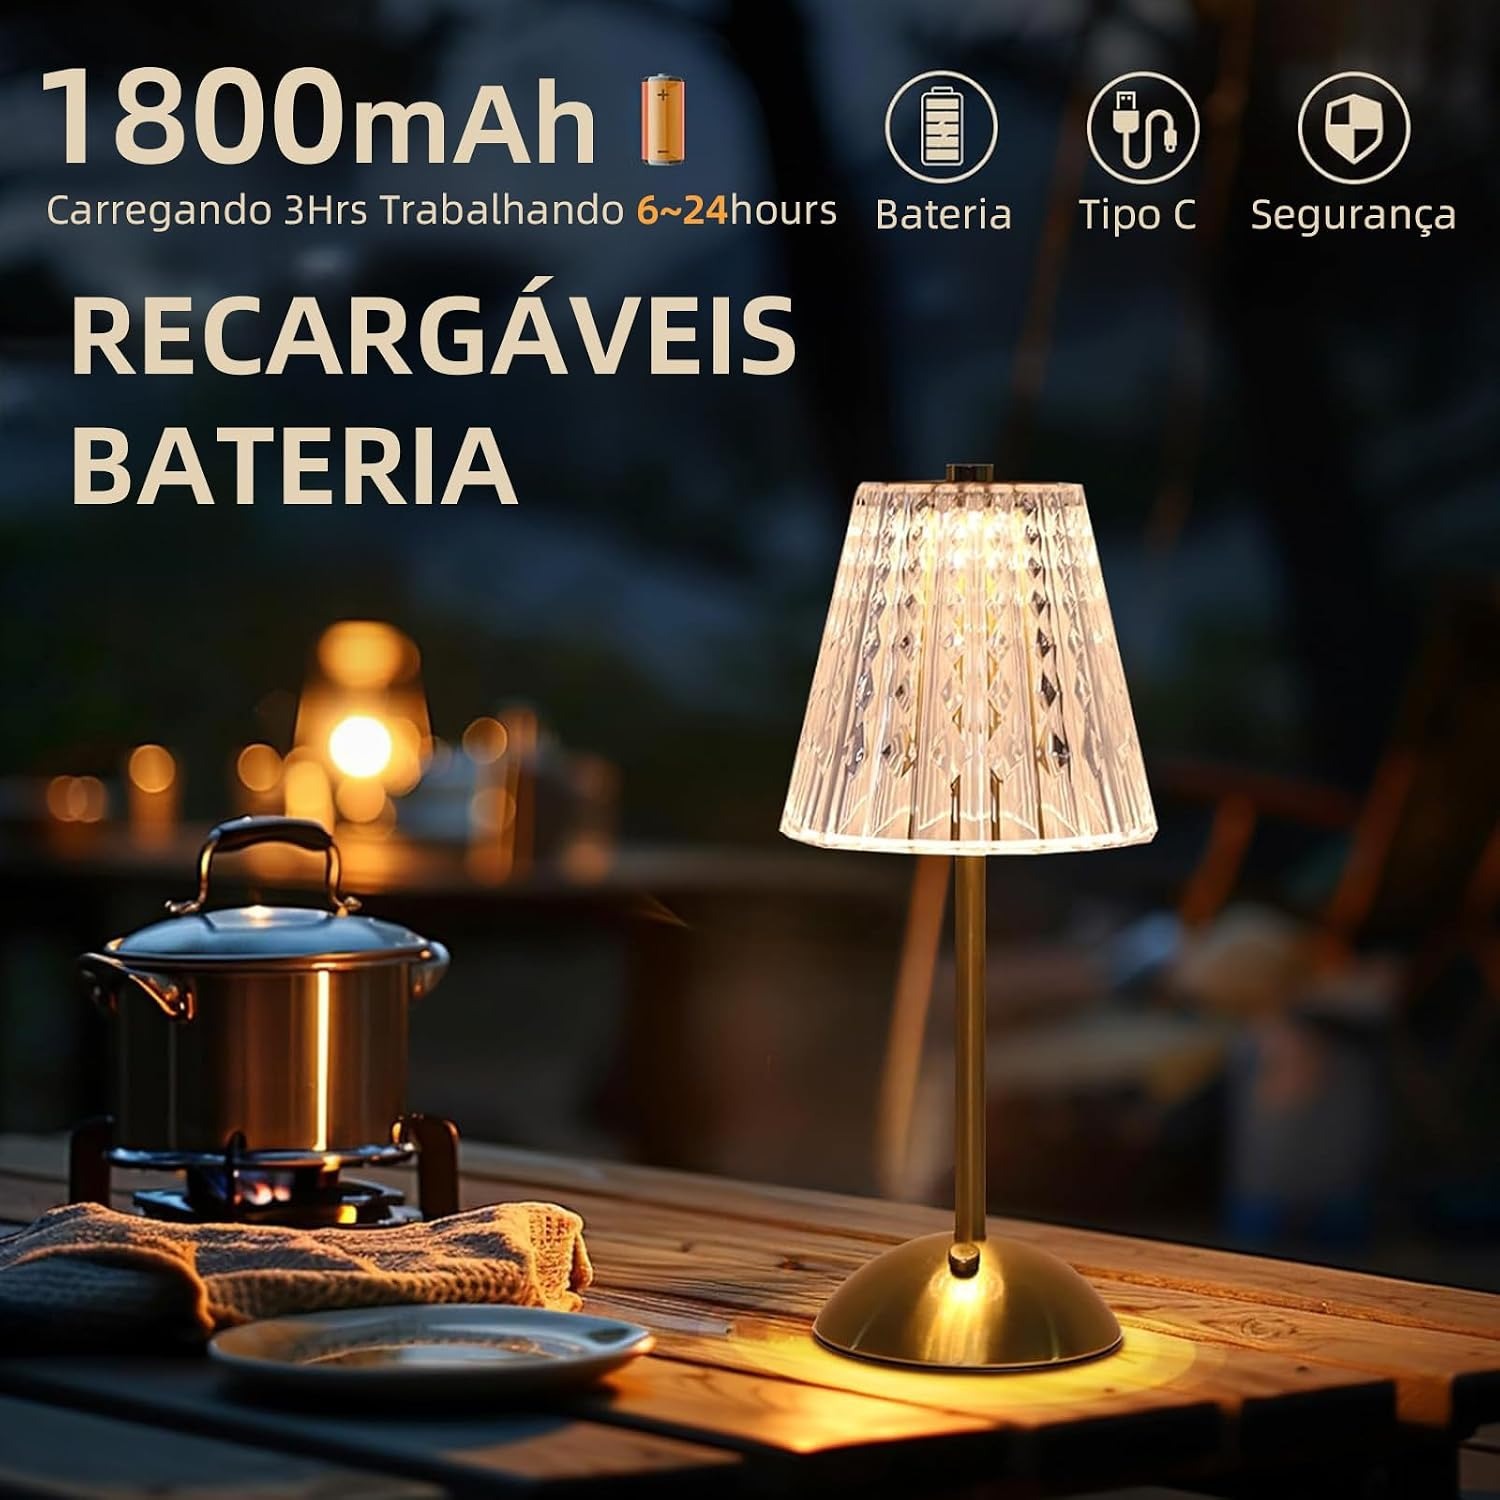 1800mAh
Carregando 3Hrs Trabalhando 6~24hours
Bateria
Tipo C
Segurança
RECARGÁVEIS
BATERIA